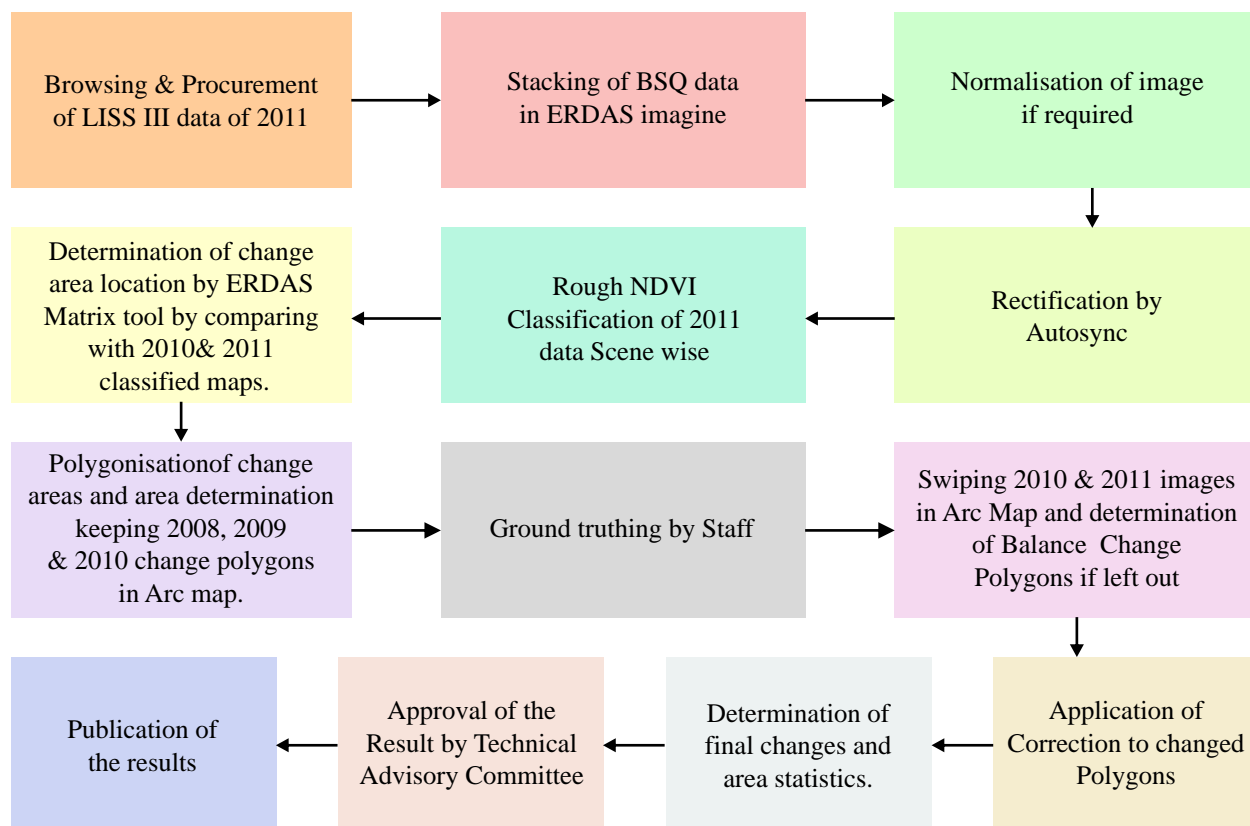 Browsing & Procurement
of LISS III data of 2011
Stacking of BSQ data
in ERDAS imagine
Normalisation of image
if required
Rectification by
Autosync
Rough NDVI
Classification of 2011
data Scene wise
Determination of change
area location by ERDAS
Matrix tool by comparing
with 2010& 2011
classified maps.
Polygonisationof change
areas and area determination
keeping 2008, 2009
& 2010 change polygons
in Arc map.
Ground truthing by Staff
Swiping 2010 & 2011 images
in Arc Map and determination
of Balance  Change
Polygons if left out
Application of
Correction to changed
Polygons
Determination of
final changes and
area statistics.
Approval of the
Result by Technical
Advisory Committee
Publication of
the results